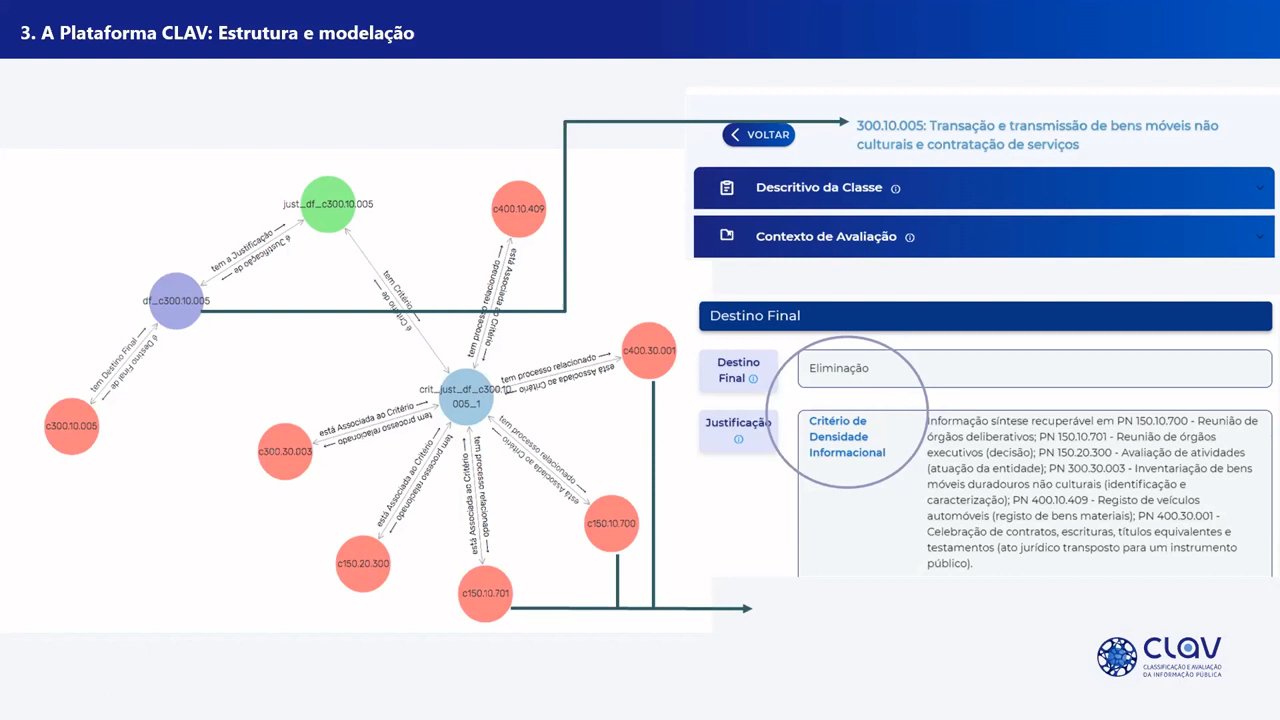 3. A Plataforma CLAV: Estrutura e modelação
just_df_c300.10.005
c400.10.409
tem a Justificação
é Justificação de
df_c300.10.005
tem Critério
é Critério de
tem processo relacionado
está Associada ao Critério
tem Destino Final
é Destino Final de
c400.30.001
tem processo relacionado
está Associada ao Critério
crit_just_df_c300.10.
005_1
c300.10.005
está Associada ao Critério
tem processo relacionado
c300.30.003
está Associada ao Critério
tem processo relacionado
está Associada ao Critério
tem processo relacionado
tem processo relacionado
está Associada ao Critério
c150.10.700
c150.20.300
c150.10.701
VOLTAR
300.10.005: Transação e transmissão de bens móveis não
culturais e contratação de serviços
Descritivo da Classe
Contexto de Avaliação
Destino Final
Destino
Final
Eliminação
Justificação
Critério de
Densidade
Informacional
Informação síntese recuperável em PN 150.10.700 - Reunião de
órgãos deliberativos; PN 150.10.701 - Reunião de órgãos
executivos (decisão); PN 150.20.300 - Avaliação de atividades
(atuação da entidade); PN 300.30.003 - Inventariação de bens
móveis duradouros não culturais (identificação e
caracterização); PN 400.10.409 - Registo de veículos
automóveis (registo de bens materiais); PN 400.30.001 -
Celebração de contratos, escrituras, títulos equivalentes e
testamentos (ato jurídico transposto para um instrumento
público).
CLAV
CLASSIFICAÇÃO E AVALIAÇÃO
DA INFORMAÇÃO PÚBLICA